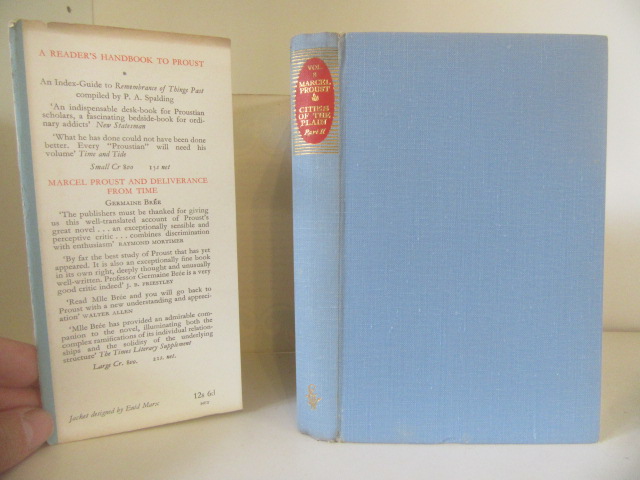 A READER'S HANDBOOK TO PROUST
*
An Index-Guide to Remembrance of Things Past
compiled by P. A. Spalding
'An indispensable desk-book for Proustian
scholars, a fascinating bedside-book for ordi-
nary addicts' New Statesman
'What he has done could not have been done
better. Every "Proustian" will need his
volume' Time and Tide
Small Cr 8vo 15s net
MARCEL PROUST AND DELIVERANCE
FROM TIME
GERMAINE BRÉE
'The publishers must be thanked for giving
us this well-translated account of Proust's
great novel . . . an exceptionally sensible and
perceptive critic . . . combines discrimination
with enthusiasm' RAYMOND MORTIMER
'By far the best study of Proust that has yet
appeared. It is also an exceptionally fine book
in its own right, deeply thought and unusually
well-written. Professor Germaine Brée is a very
good critic indeed' J. B. PRIESTLEY
'Read Mlle Brée and you will go back to
Proust with a new understanding and appreci-
ation' WALTER ALLEN
'Mlle Brée has provided an admirable com-
panion to the novel, illuminating both the
complex ramifications of its individual relation-
ships and the solidity of the underlying
structure' The Times Literary Supplement
Large Cr. 8vo. 21s. net.
12s 6d
net
Jacket designed by Enid Marx
VOL
8
MARCEL
PROUST
&
CITIES
OF THE
PLAIN
Part II
C
&
W